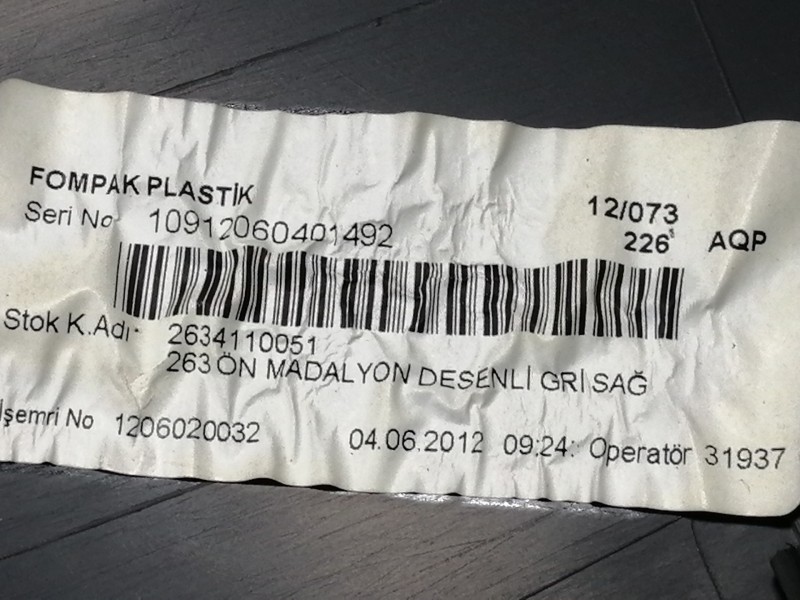 FOMPAK PLASTİK
Seri No 10912060401492
12/073
226 AQP
Stok K.Adı 2634110051
263 ÖN MADALYON DESENLİ GRİ SAĞ
İşemri No 1206020032 04.06.2012 09:24: Operatör 31937